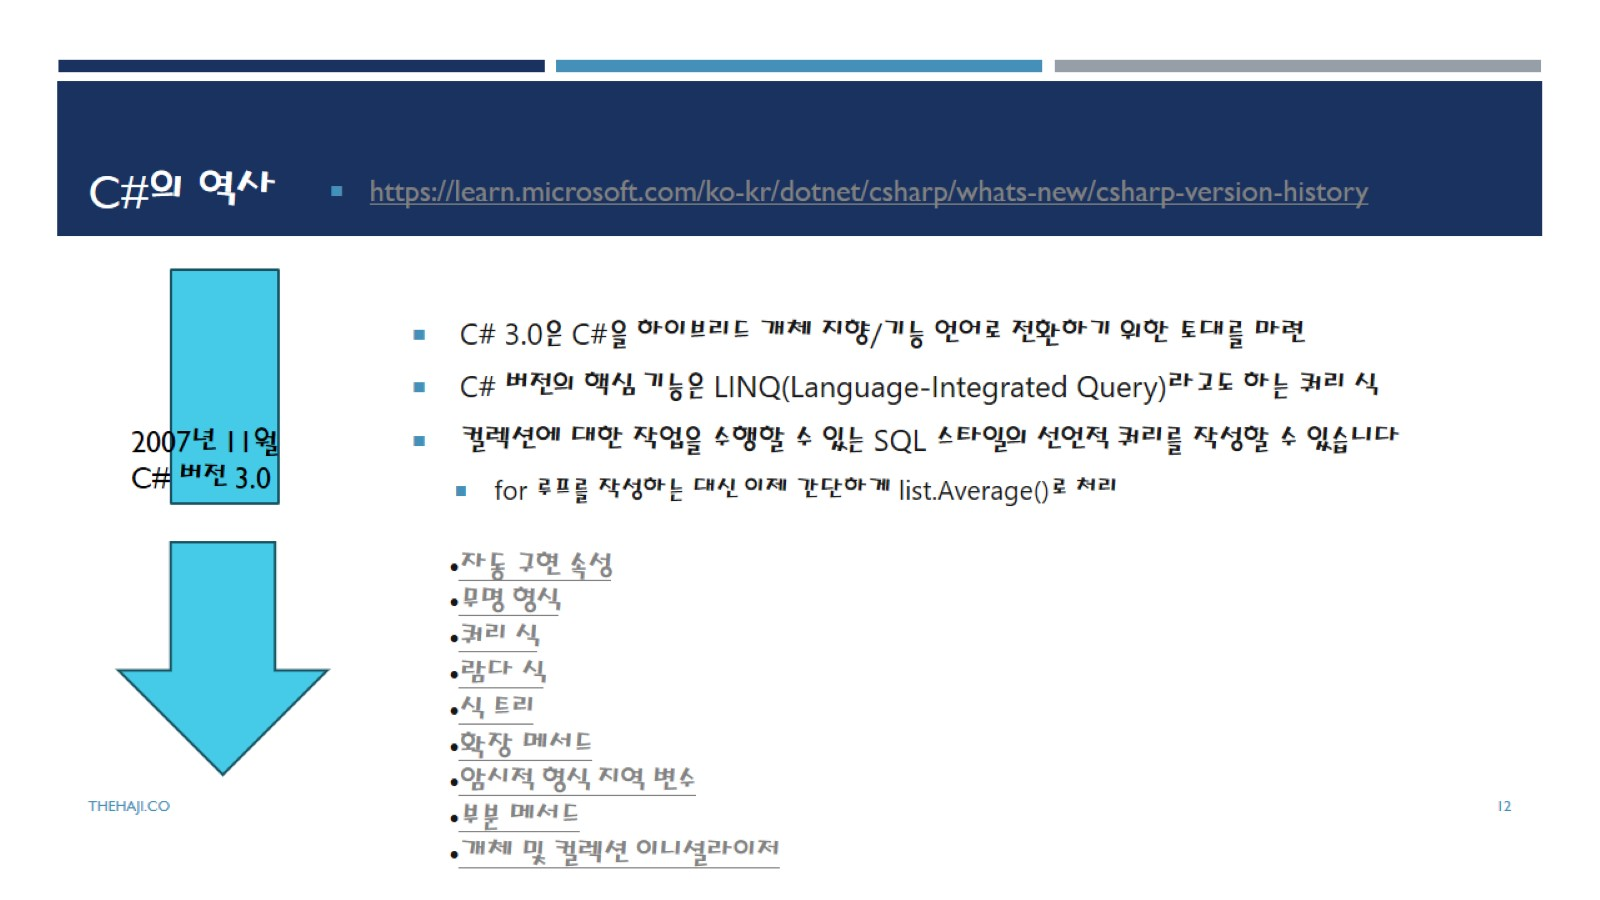 C#의 역사
https://learn.microsoft.com/ko-kr/dotnet/csharp/whats-new/csharp-version-history
2007년 11월
C# 버전 3.0
C# 3.0은 C#을 하이브리드 개체 지향/기능 언어로 전환하기 위한 토대를 마련
C# 버전의 핵심 기능은 LINQ(Language-Integrated Query)라고도 하는 쿼리 식
컬렉션에 대한 작업을 수행할 수 있는 SQL 스타일의 선언적 쿼리를 작성할 수 있습니다
for 루프를 작성하는 대신 이제 간단하게 list.Average()로 처리
•자동 구현 속성
•무명 형식
•쿼리 식
•람다 식
•식 트리
•확장 메서드
•암시적 형식 지역 변수
•부분 메서드
•개체 및 컬렉션 이니셜라이저
THEHAJI.CO
12